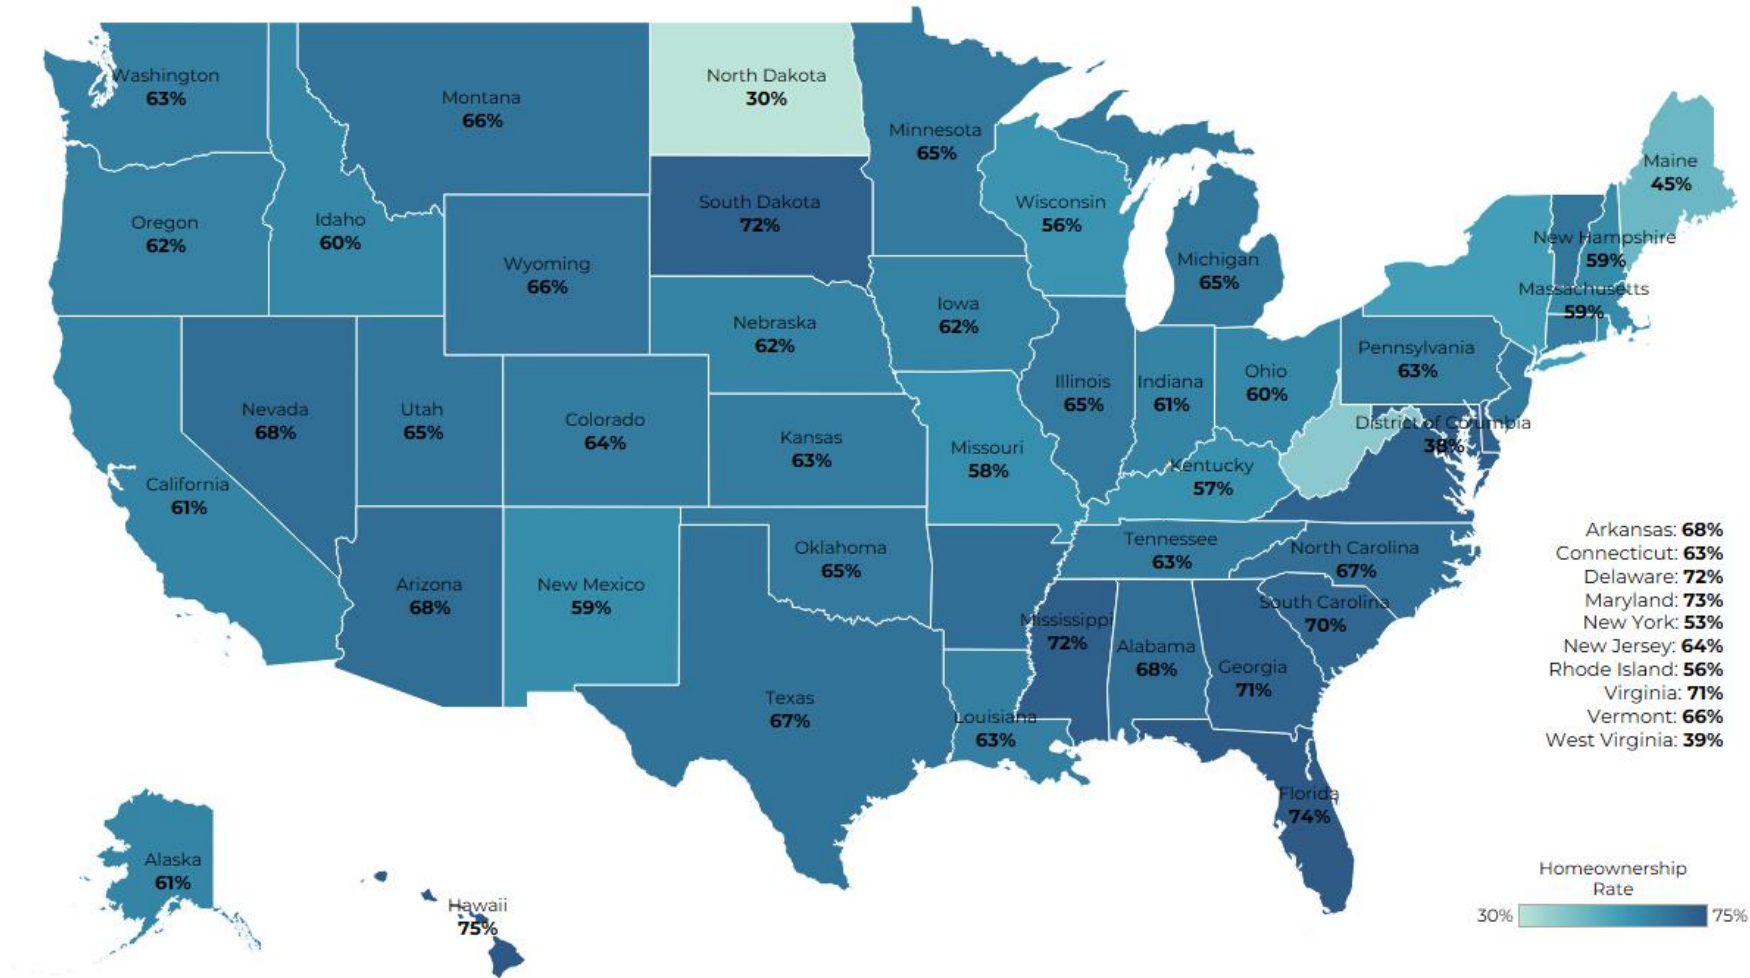 Washington
63%
Montana
66%
North Dakota
30%
Minnesota
65%
Maine
45%
Oregon
62%
Idaho
60%
South Dakota
72%
Wisconsin
56%
New Hampshire
59%
Wyoming
66%
Michigan
65%
Massachusetts
59%
Nebraska
62%
Iowa
62%
Pennsylvania
63%
Nevada
68%
Utah
65%
Colorado
64%
Kansas
63%
Illinois
65%
Indiana
61%
Ohio
60%
District of Columbia
38%
California
61%
Missouri
58%
Kentucky
57%
Arizona
68%
New Mexico
59%
Oklahoma
65%
Tennessee
63%
North Carolina
67%
South Carolina
70%
Texas
67%
Louisiana
63%
Mississippi
72%
Alabama
68%
Georgia
71%
Florida
74%
Alaska
61%
Hawaii
75%
Arkansas: 68%
Connecticut: 63%
Delaware: 72%
Maryland: 73%
New York: 53%
New Jersey: 64%
Rhode Island: 56%
Virginia: 71%
Vermont: 66%
West Virginia: 39%
Homeownership
Rate
30% 75%